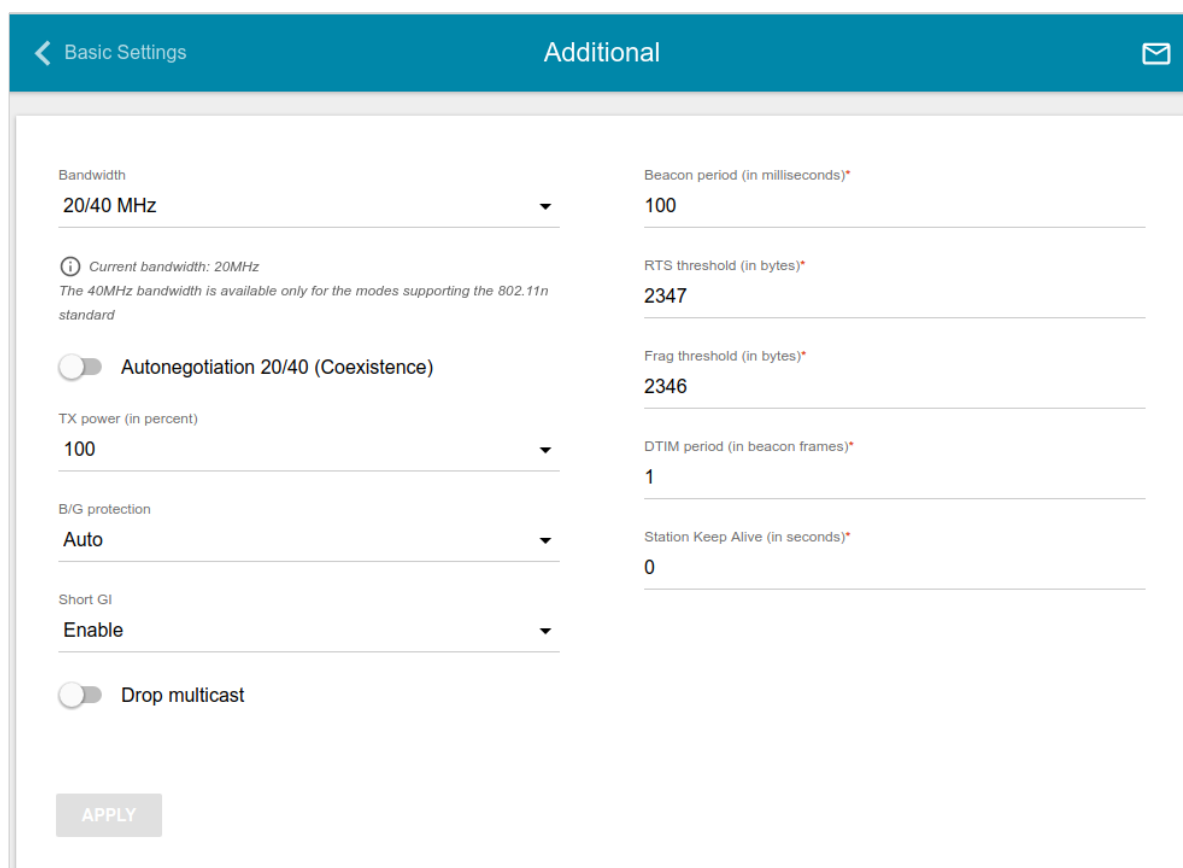 Basic Settings
Additional
Bandwidth
20/40 MHz
Current bandwidth: 20MHz
The 40MHz bandwidth is available only for the modes supporting the 802.11n
standard
Autonegotiation 20/40 (Coexistence)
TX power (in percent)
100
B/G protection
Auto
Short GI
Enable
Drop multicast
APPLY
Beacon period (in milliseconds)*
100
RTS threshold (in bytes)*
2347
Frag threshold (in bytes)*
2346
DTIM period (in beacon frames)*
1
Station Keep Alive (in seconds)*
0